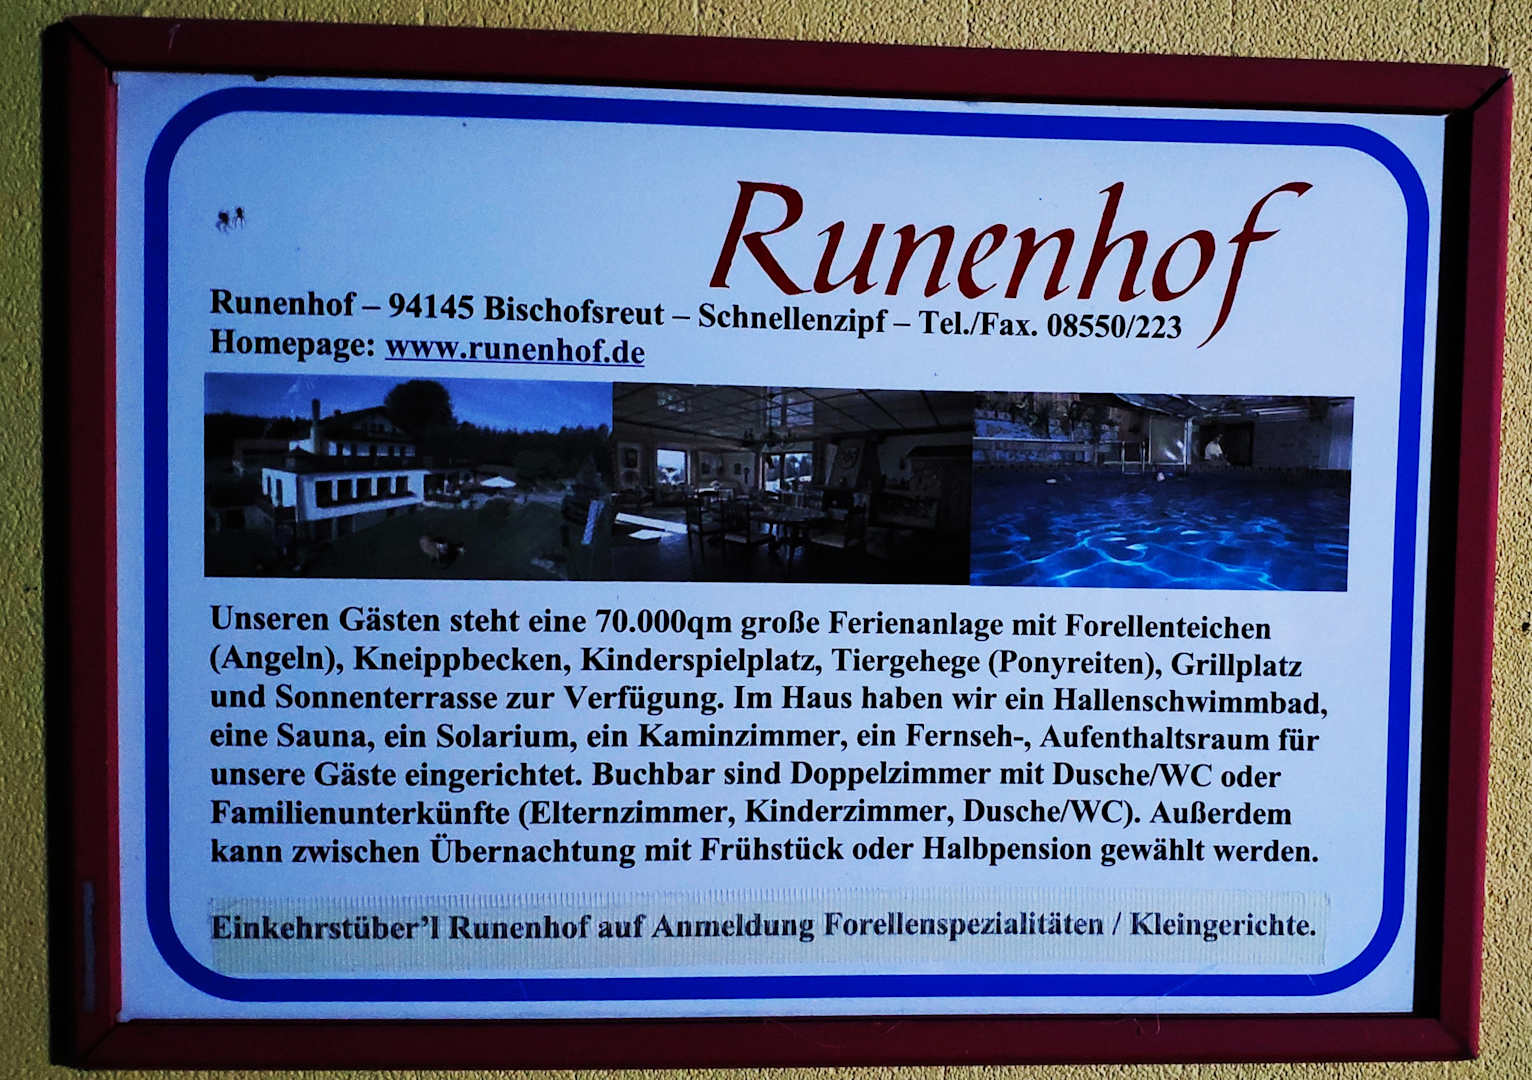 Runenhof
Runenhof – 94145 Bischofsreut – Schnellenzipf – Tel./Fax. 08550/223
Homepage: www.runenhof.de
Unseren Gästen steht eine 70.000qm große Ferienanlage mit Forellenteichen
(Angeln), Kneippbecken, Kinderspielplatz, Tiergehege (Ponyreiten), Grillplatz
und Sonnenterrasse zur Verfügung. Im Haus haben wir ein Hallenschwimmbad,
eine Sauna, ein Solarium, ein Kaminzimmer, ein Fernseh-, Aufenthaltsraum für
unsere Gäste eingerichtet. Buchbar sind Doppelzimmer mit Dusche/WC oder
Familienunterkünfte (Elternzimmer, Kinderzimmer, Dusche/WC). Außerdem
kann zwischen Übernachtung mit Frühstück oder Halbpension gewählt werden.
Einkehrstüber’l Runenhof auf Anmeldung Forellenspezialitäten / Kleingerichte.